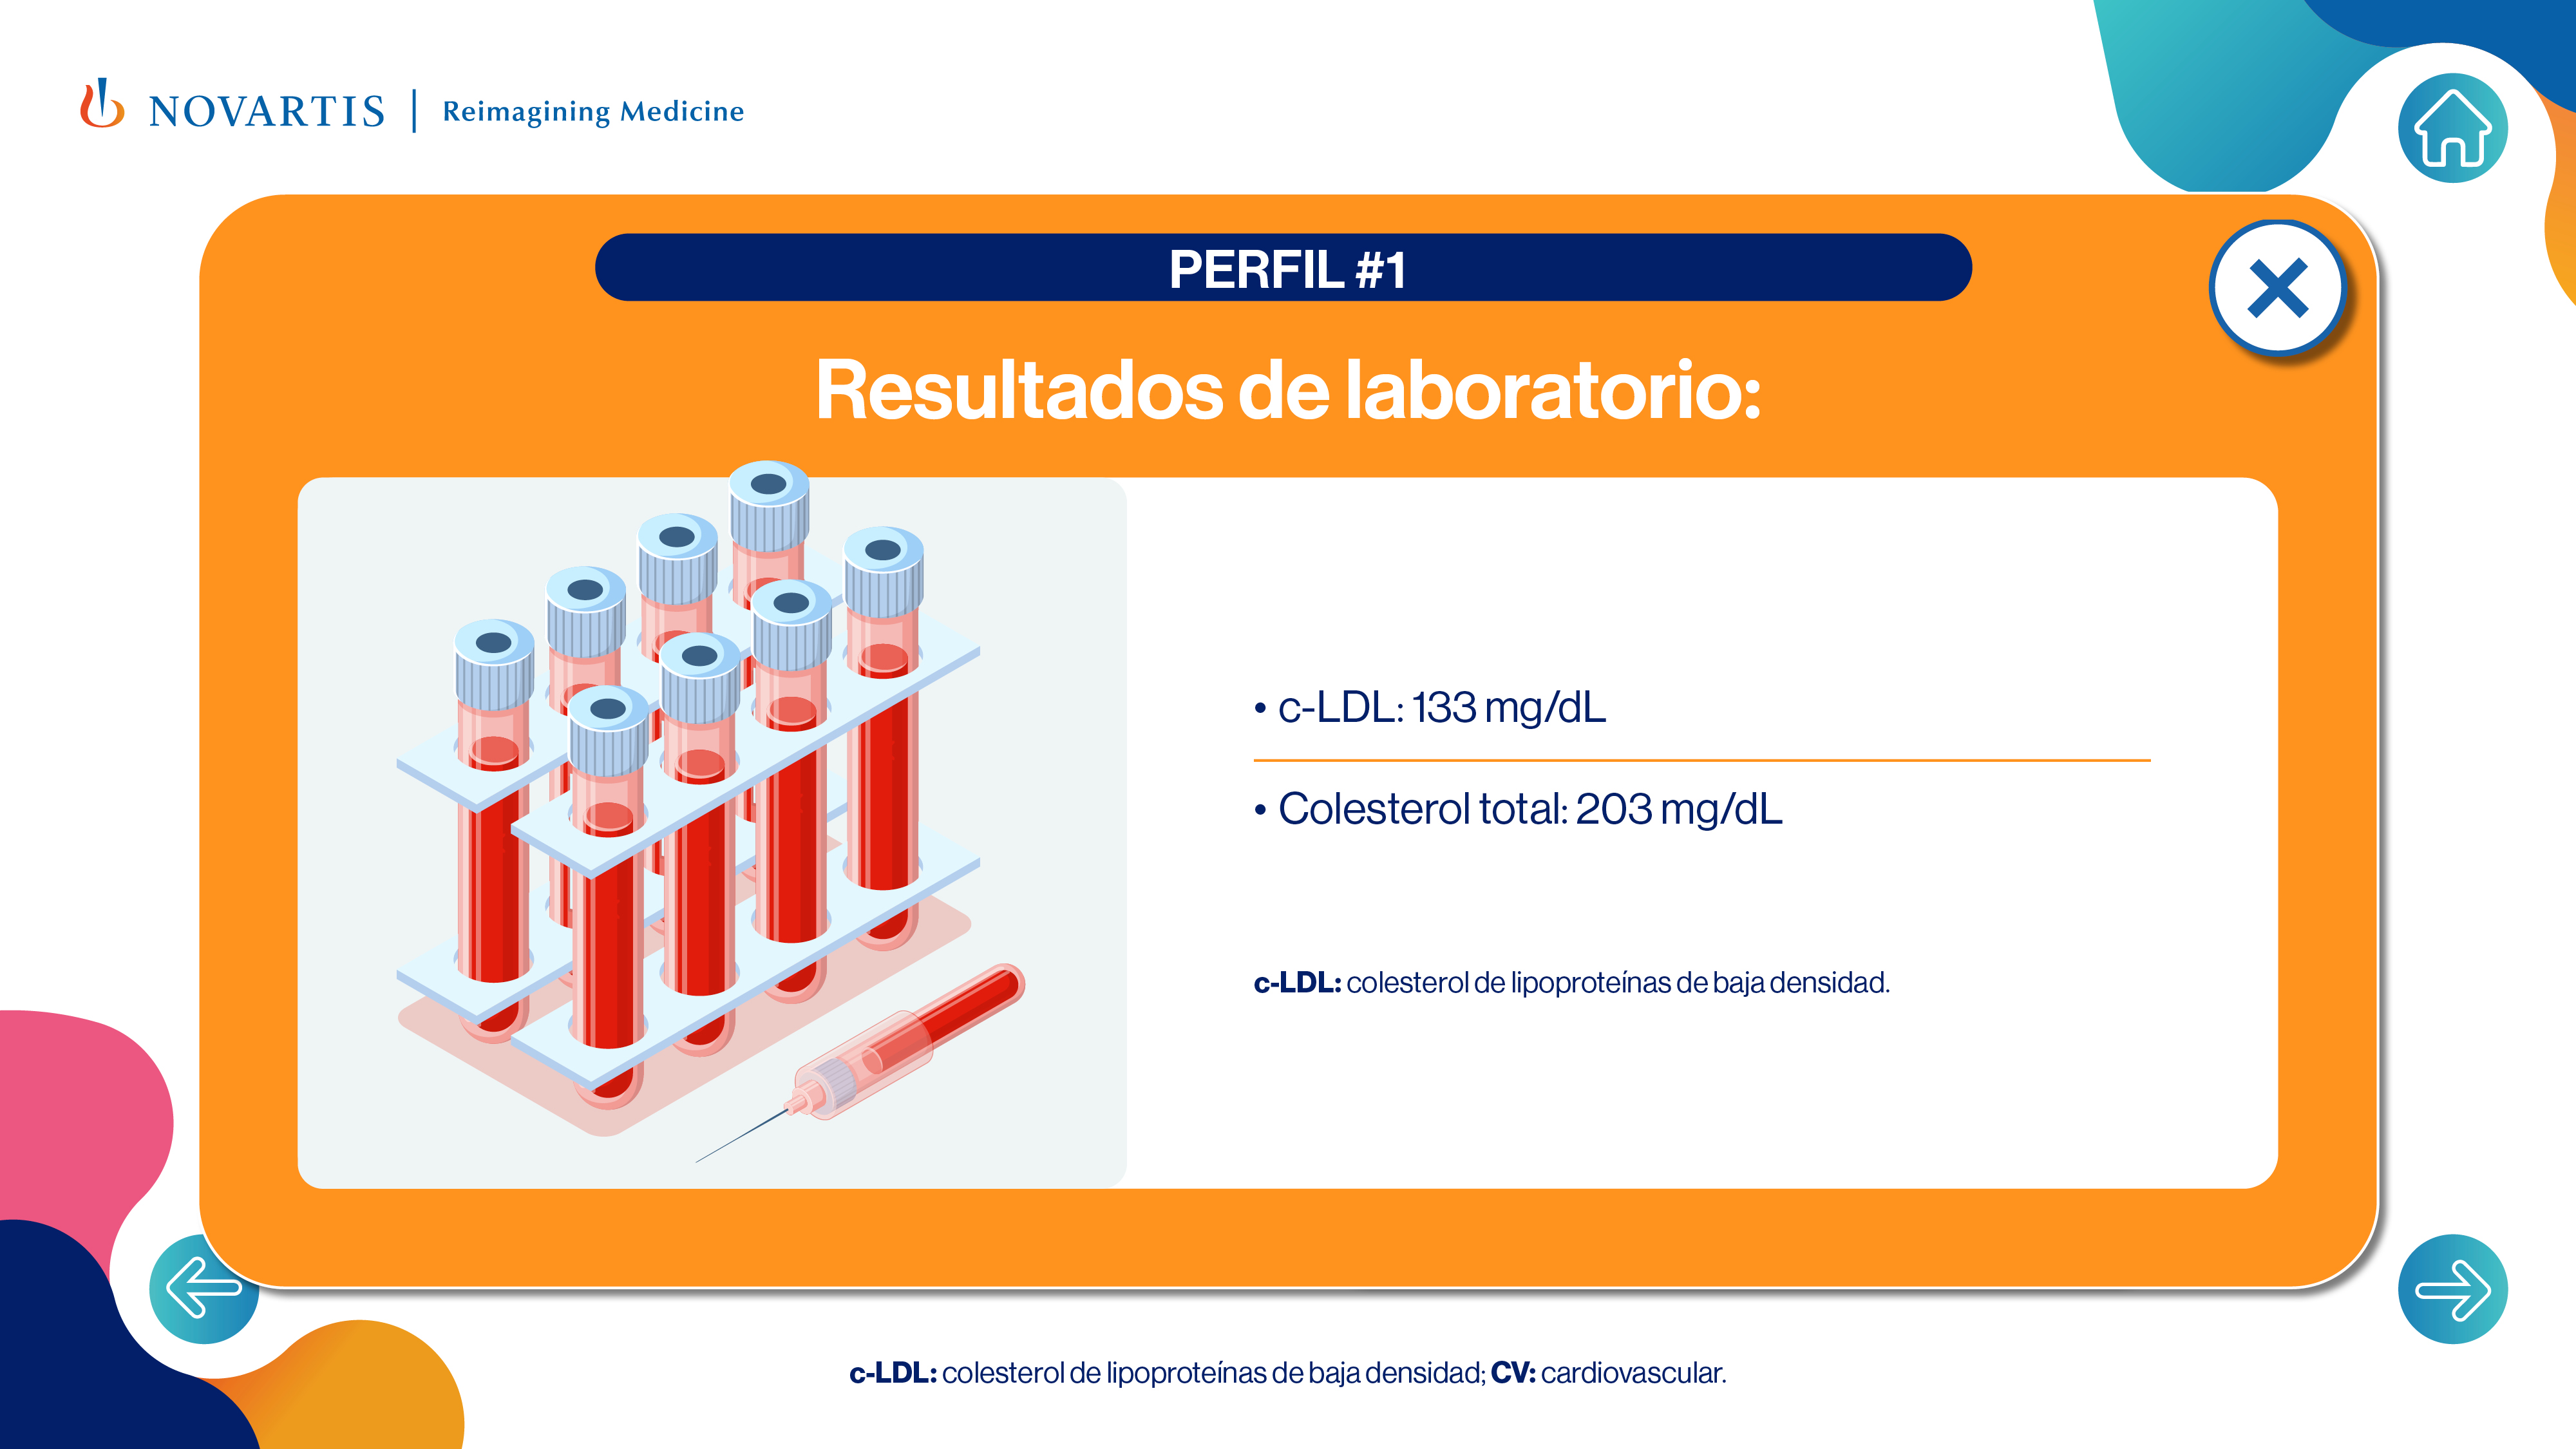 NOVARTIS | Reimagining Medicine
PERFIL #1
Resultados de laboratorio:
• c-LDL: 133 mg/dL
• Colesterol total: 203 mg/dL
c-LDL: colesterol de lipoproteínas de baja densidad.
c-LDL: colesterol de lipoproteínas de baja densidad; CV: cardiovascular.